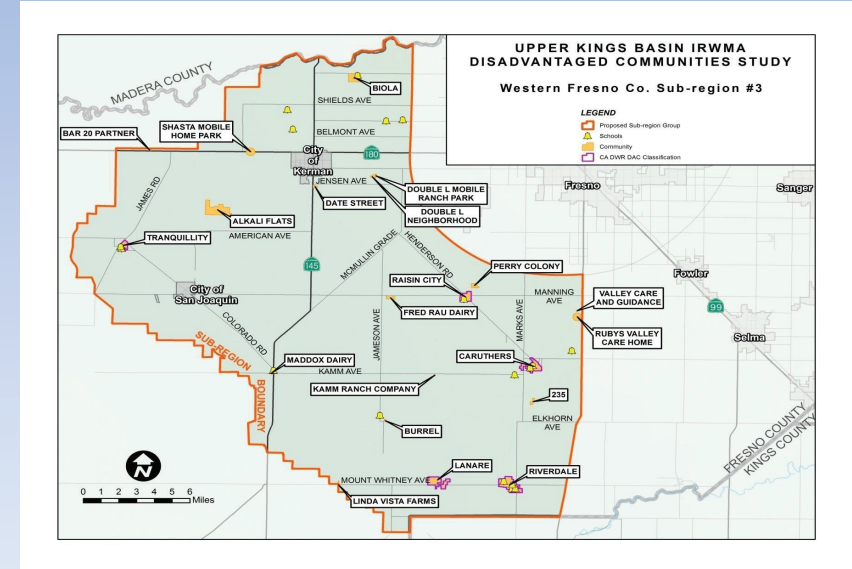 UPPER KINGS BASIN IRWMA
DISADVANTAGED COMMUNITIES STUDY
Western Fresno Co. Sub-region #3
LEGEND
Proposed Sub-region Group
Schools
Community
CA DWR DAC Classification
MADERA COUNTY
BIOLA
SHIELDS AVE
BELMONT AVE
BAR 20 PARTNER
SHASTA MOBILE
HOME PARK
City
of
Kerman
180
JENSEN AVE
DOUBLE L MOBILE
RANCH PARK
DOUBLE L
NEIGHBORHOOD
DATE STREET
Fresno
Sanger
JAMES RD
ALKALI FLATS
AMERICAN AVE
TRANQUILLITY
145
MCMULLIN GRADE
HENDERSON RD
PERRY COLONY
RAISIN CITY
MANNING
AVE
VALLEY CARE
AND GUIDANCE
Fowler
99
City of
San Joaquin
FRED RAU DAIRY
RUBYS VALLEY
CARE HOME
Selma
COLORADO RD
JAMESON AVE
MARKS AVE
SUB-REGION
BOUNDARY
MADDOX DAIRY
KAMM AVE
CARUTHERS
KAMM RANCH COMPANY
235
ELKHORN
AVE
BURREL
FRESNO COUNTY
KINGS COUNTY
LANARE
RIVERDALE
MOUNT WHITNEY AVE
LINDA VISTA FARMS
N
0 1 2 3 4 5 6
Miles